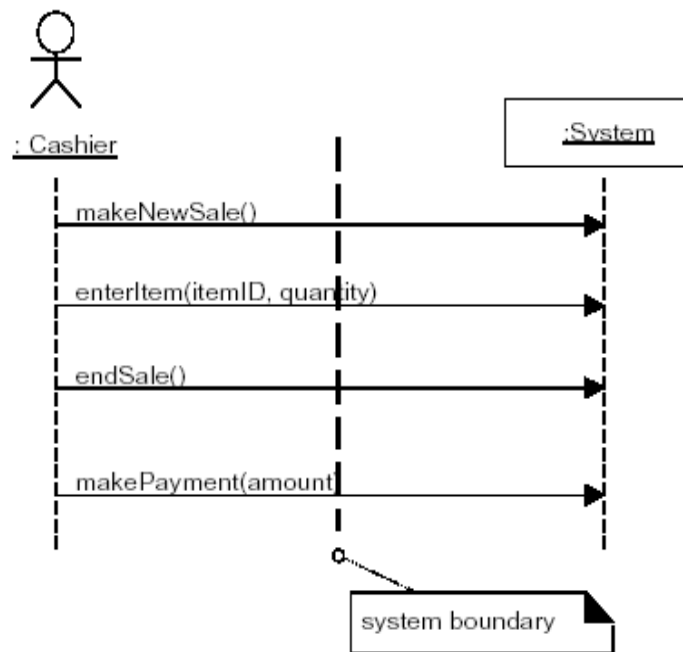 : Cashier
:System
makeNewSale()
enterItem(itemID, quantity)
endSale()
makePayment(amount)
system boundary